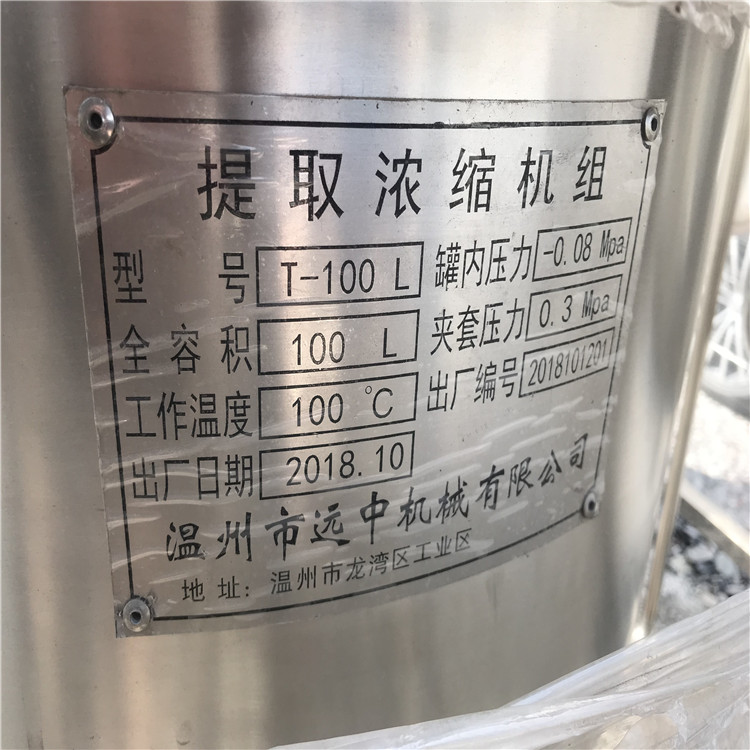 提取浓缩机组
型号 T-100 L 罐内压力 -0.08 Mpa
全容积 100 L 夹套压力 0.3 Mpa
工作温度 100 ℃ 出厂编号 2018101201
出厂日期 2018.10
温州市远中机械有限公司
地址: 温州市龙湾区工业区